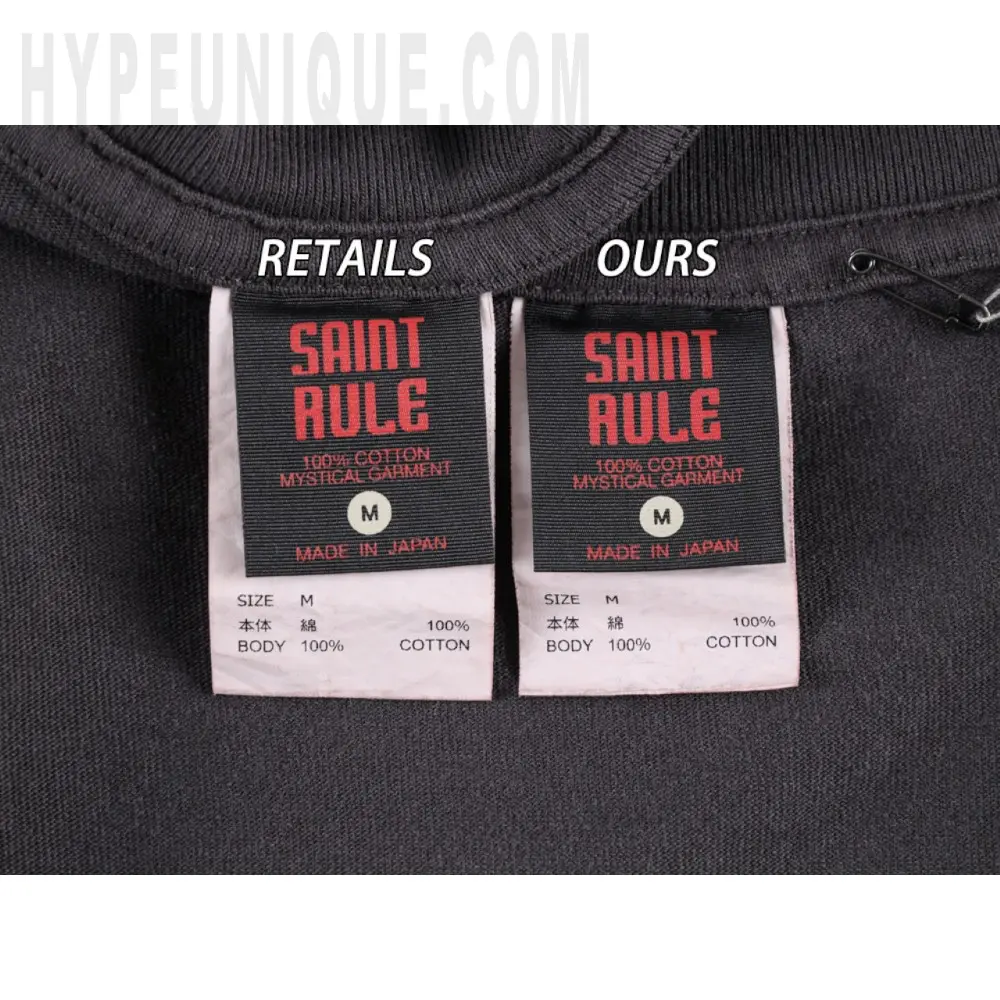 HYPEUNIQUE.COM
RETAILS
OURS
SAINT
RULE
100% COTTON
MYSTICAL GARMENT
M
MADE IN JAPAN
SIZE M
本体 綿 100%
BODY 100% COTTON
SAINT
RULE
100% COTTON
MYSTICAL GARMENT
M
MADE IN JAPAN
SIZE M
本体 綿 100%
BODY 100% COTTON